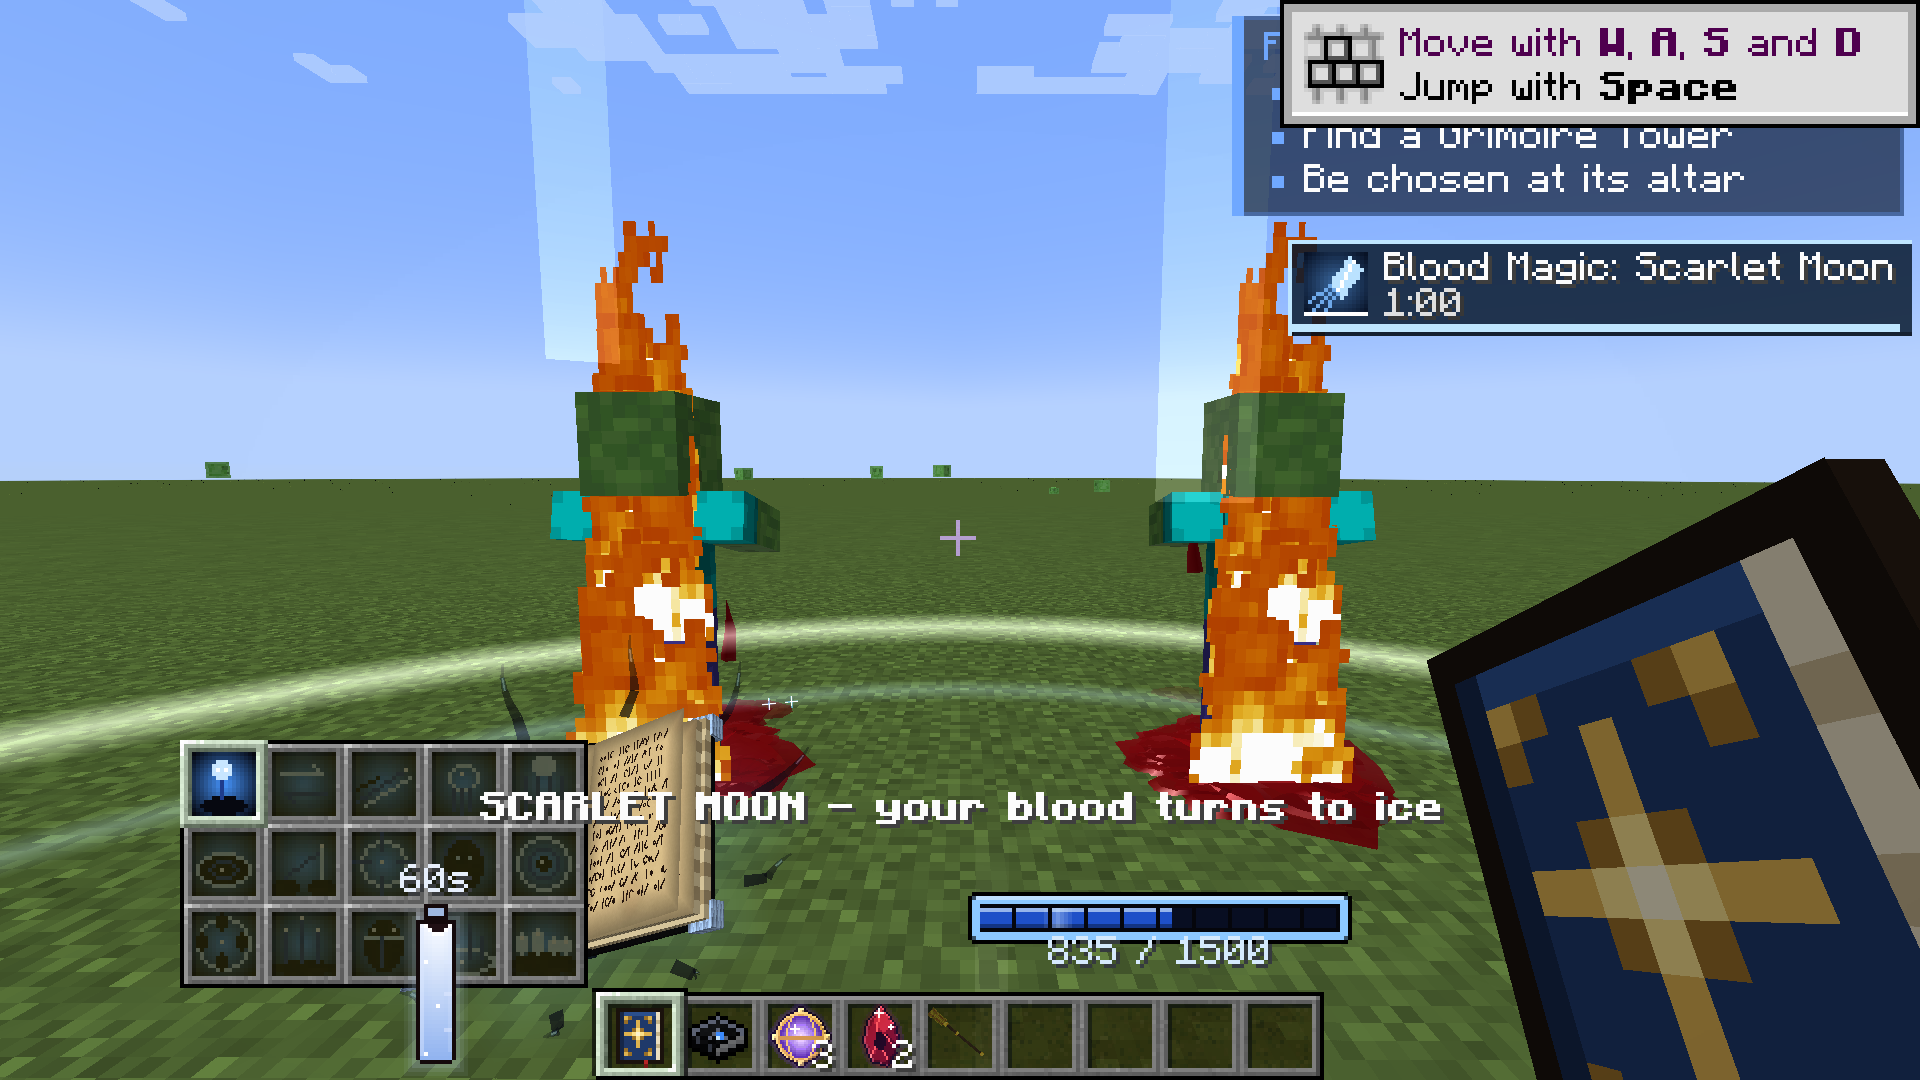 Move with W, A, S and D
Jump with Space
Find a Grimoire Tower
Be chosen at its altar
Blood Magic: Scarlet Moon
1:00
SCARLET MOON - your blood turns to ice
60s
835 / 1500
3
2